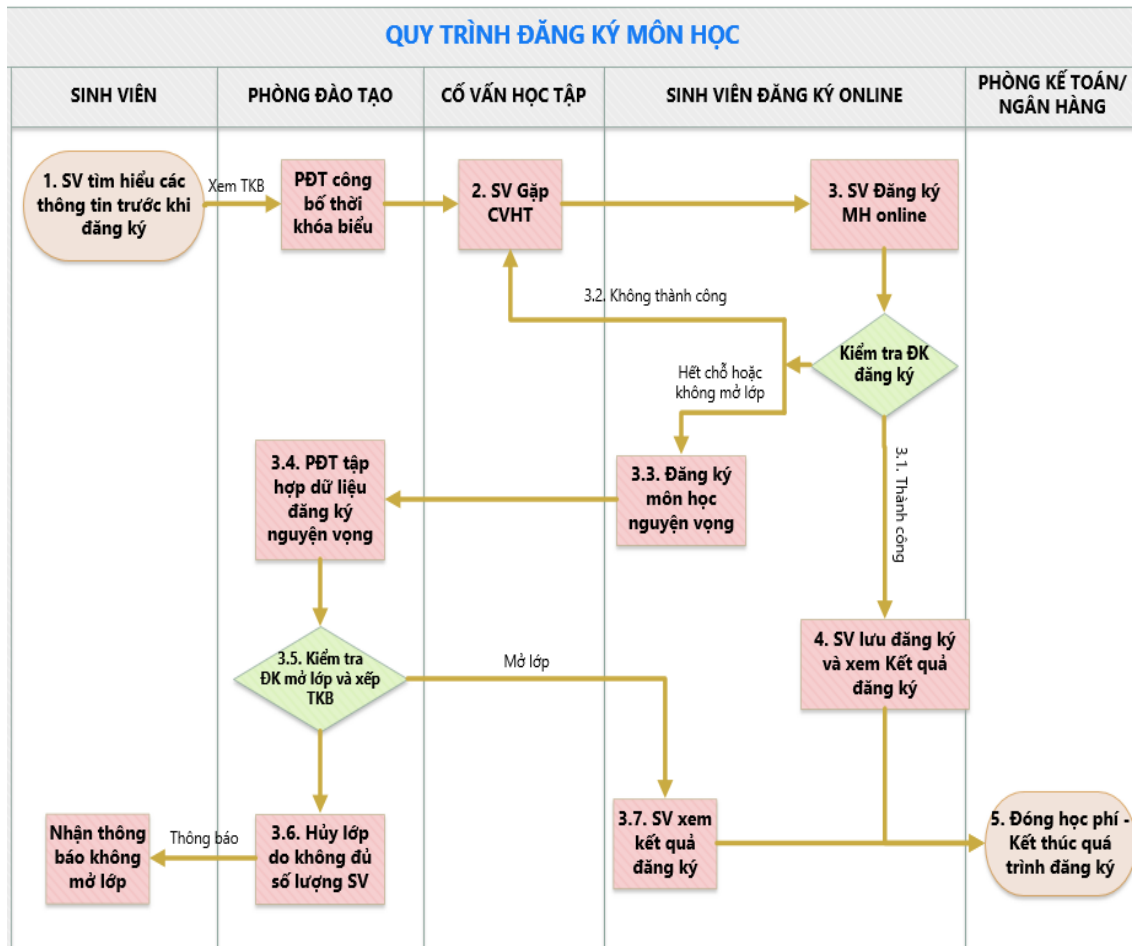 QUY TRÌNH ĐĂNG KÝ MÔN HỌC
SINH VIÊN
PHÒNG ĐÀO TẠO
CỐ VẤN HỌC TẬP
SINH VIÊN ĐĂNG KÝ ONLINE
PHÒNG KẾ TOÁN/
NGÂN HÀNG
1. SV tìm hiểu các
thông tin trước khi
đăng ký
Xem TKB
PĐT công
bố thời
khóa biểu
2. SV Gặp
CVHT
3. SV Đăng ký
MH online
3.2. Không thành công
Kiểm tra ĐK
đăng ký
Hết chỗ hoặc
không mở lớp
3.1. Thành công
3.4. PĐT tập
hợp dữ liệu
đăng ký
nguyện vọng
3.3. Đăng ký
môn học
nguyện vọng
3.5. Kiểm tra
ĐK mở lớp và xếp
TKB
Mở lớp
4. SV lưu đăng ký
và xem Kết quả
đăng ký
Nhận thông
báo không
mở lớp
Thông báo
3.6. Hủy lớp
do không đủ
số lượng SV
3.7. SV xem
kết quả
đăng ký
5. Đóng học phí -
Kết thúc quá
trình đăng ký